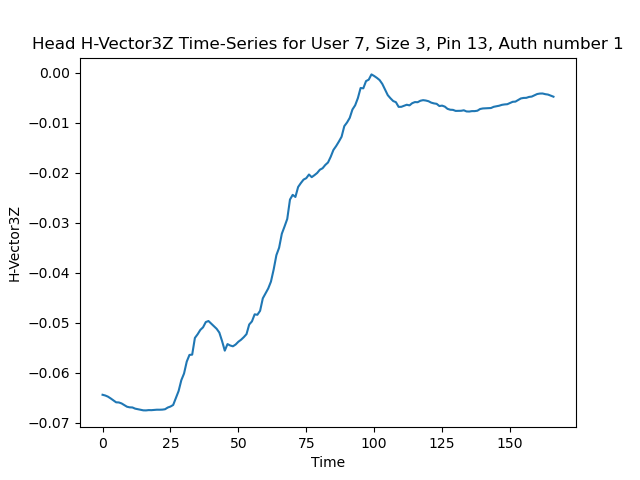 Head H-Vector3Z Time-Series for User 7, Size 3, Pin 13, Auth number 1
0.00
−0.01
−0.02
−0.03
−0.04
−0.05
−0.06
−0.07
H-Vector3Z
0 25 50 75 100 125 150
Time